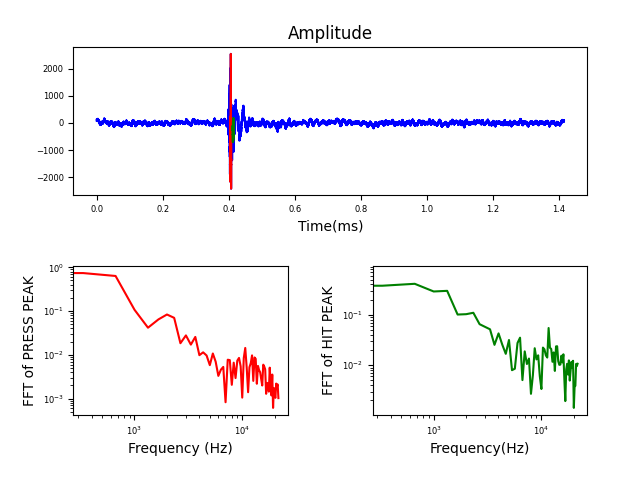 Amplitude
2000
1000
0
−1000
−2000
0.0 0.2 0.4 0.6 0.8 1.0 1.2 1.4
Time(ms)
FFT of PRESS PEAK
10⁰
10⁻¹
10⁻²
10⁻³
10³ 10⁴
Frequency (Hz)
FFT of HIT PEAK
10⁻¹
10⁻²
10³ 10⁴
Frequency(Hz)